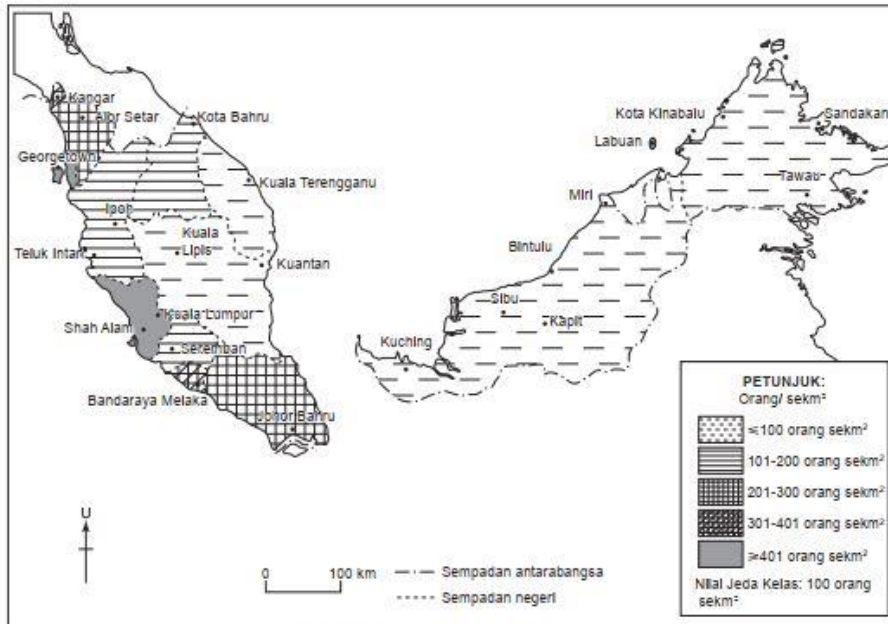 Kangar
Alor Setar
Kota Bahru
Georgetown
Kuala Terengganu
Ipoh
Kuala
Lipis
Teluk Intan
Kuantan
Kuala Lumpur
Shah Alam
Seremban
Bandaraya Melaka
Johor Bahru
Kota Kinabalu
Sandakan
Labuan
Tawau
Miri
Bintulu
Sibu
Kapit
Kuching
PETUNJUK:
Orang/ sekm²
≤100 orang sekm²
101-200 orang sekm²
201-300 orang sekm²
301-401 orang sekm²
≥401 orang sekm²
Nilai Jeda Kelas: 100 orang
sekm²
U
0 100 km
Sempadan antarabangsa
Sempadan negeri